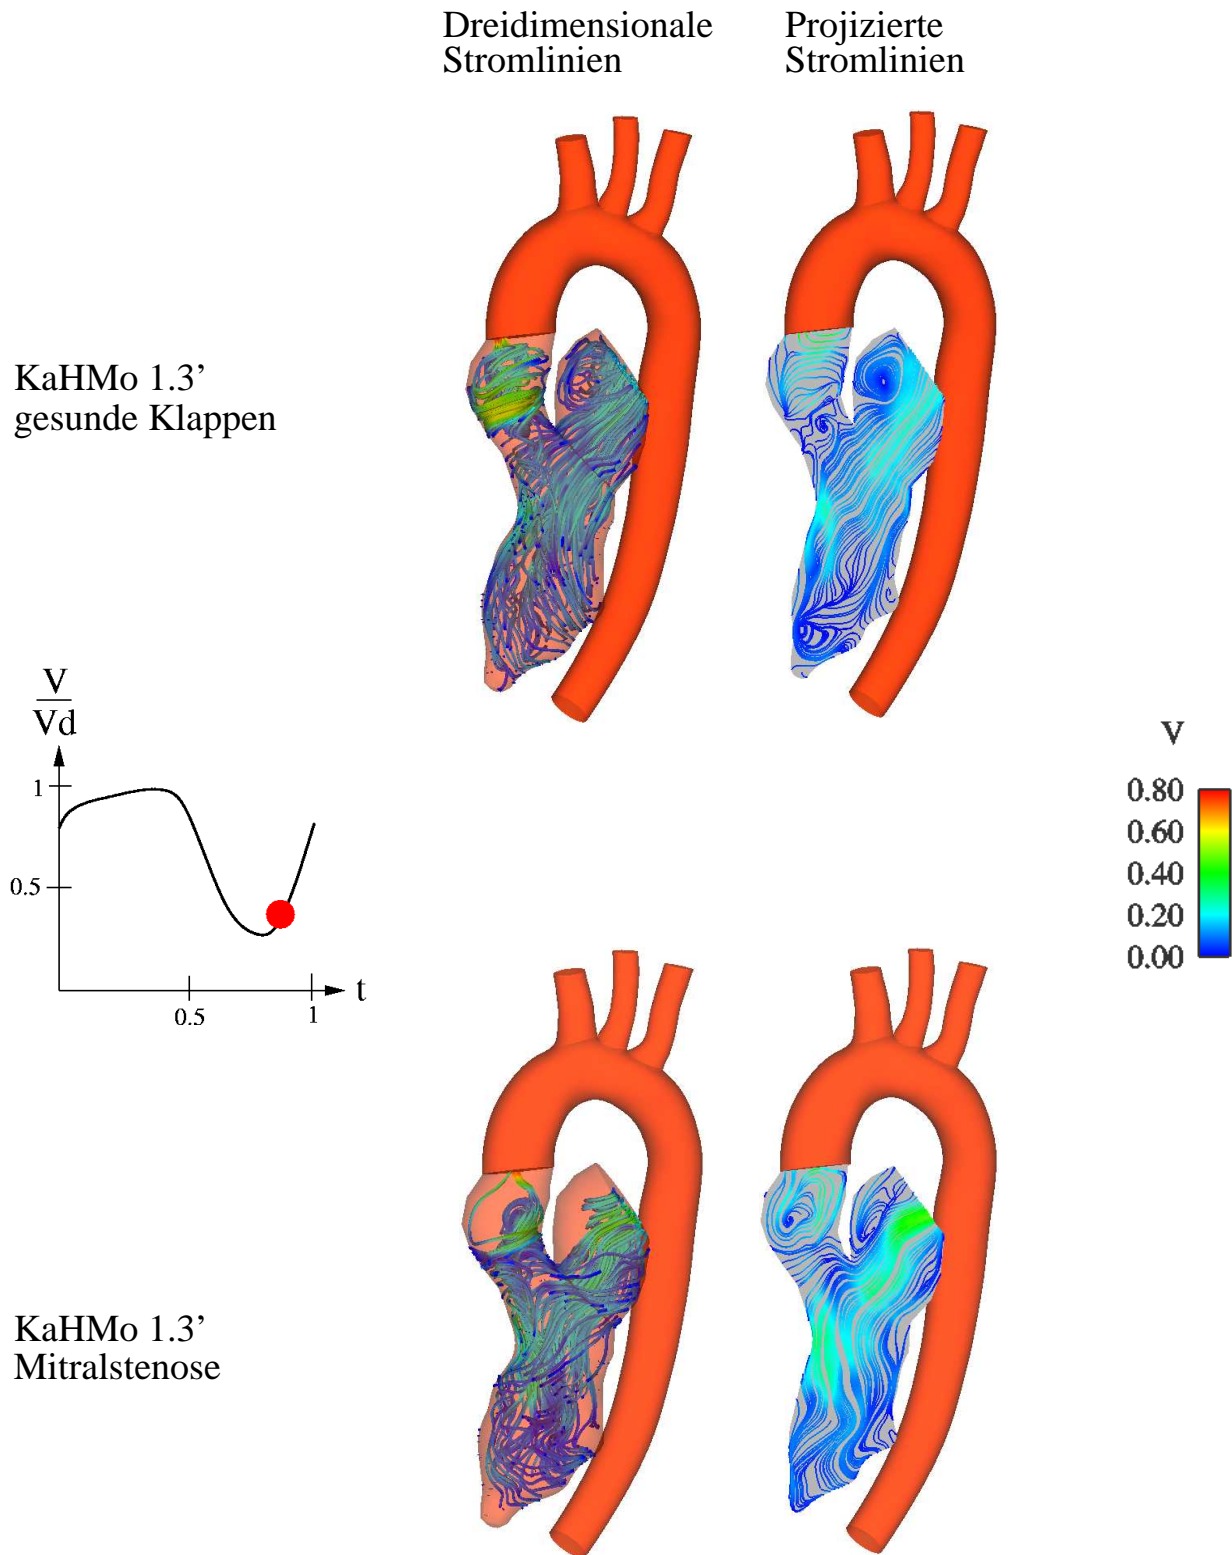 Dreidimensionale
Stromlinien
Projizierte
Stromlinien
KaHMo 1.3’
gesunde Klappen
V
Vd
1
0.5
0.5
1
t
V
0.80
0.60
0.40
0.20
0.00
KaHMo 1.3’
Mitralstenose